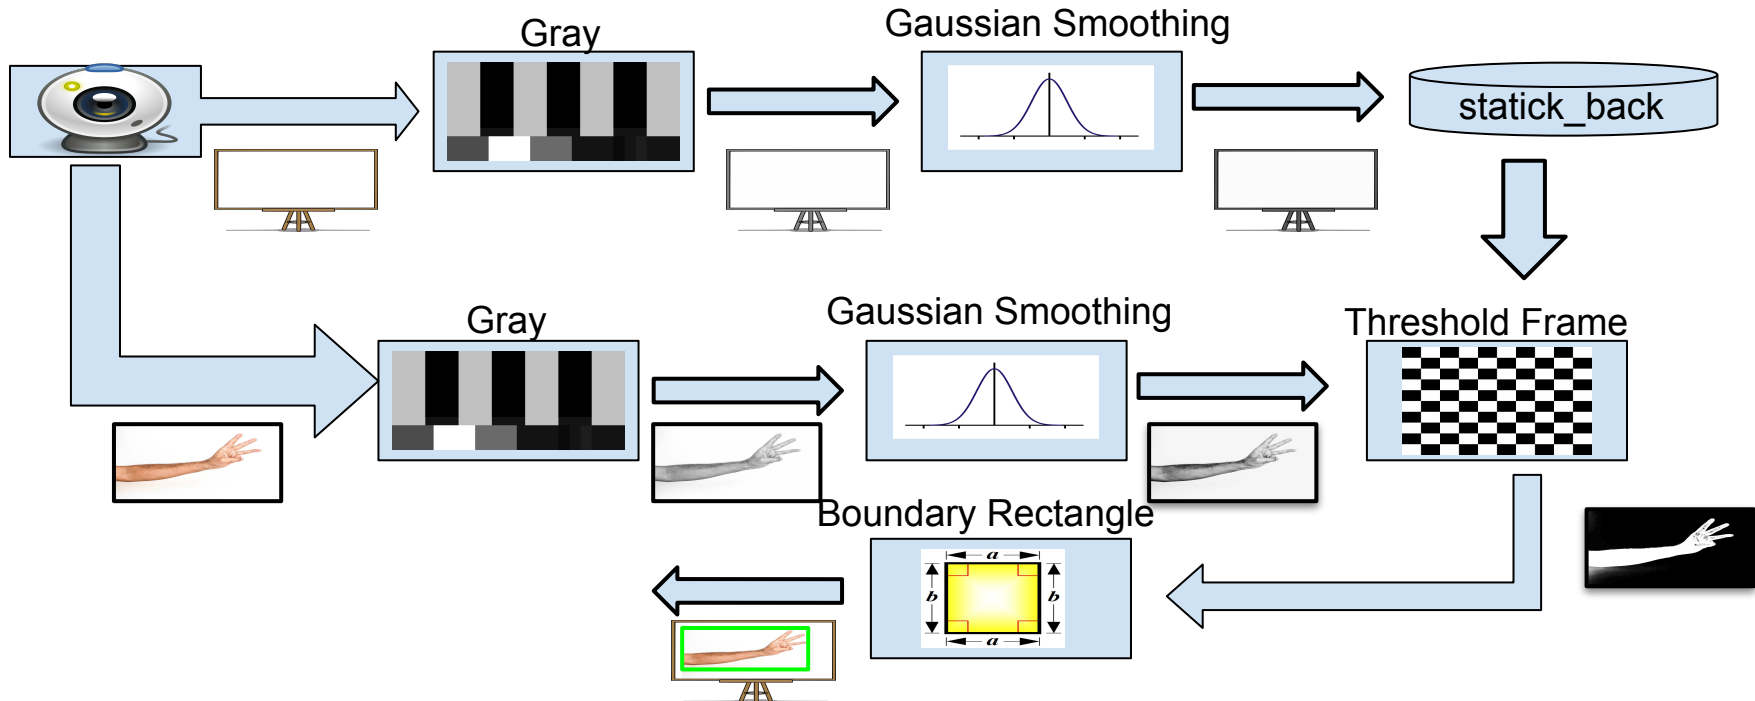 Gray
Gaussian Smoothing
statick_back
Gray
Gaussian Smoothing
Threshold Frame
Boundary Rectangle
a
b
b
a